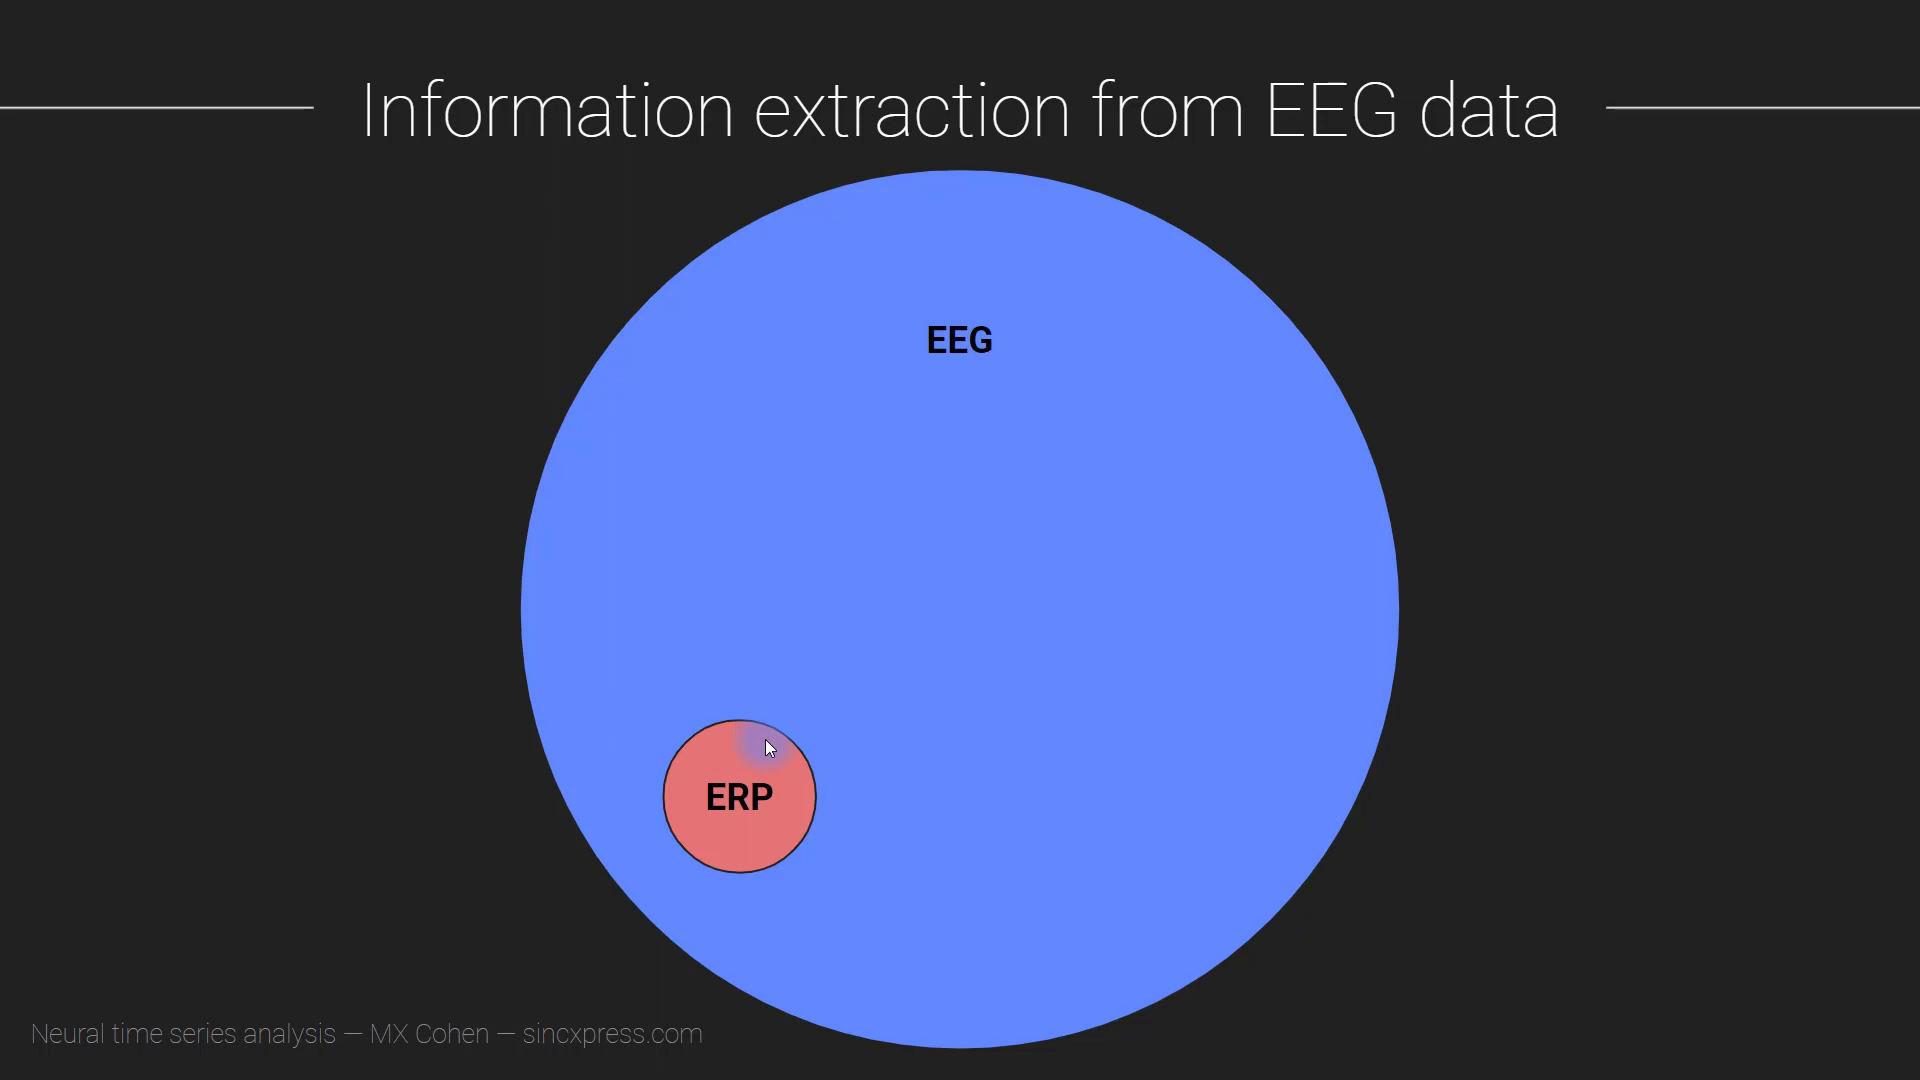 Information extraction from EEG data
EEG
ERP
Neural time series analysis — MX Cohen — sincxpress.com